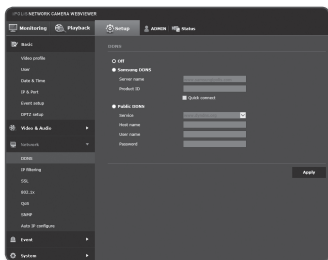 iPOLiS NETWORK CAMERA WEBVIEWER
Monitoring
Playback
Setup
ADMIN
Status
Basic
Video profile
User
Date & Time
IP & Port
Event setup
DPTZ setup
Video & Audio
Network
DDNS
IP filtering
SSL
802.1x
QoS
SNMP
Auto IP configure
Event
System
DDNS
Off
Samsung DDNS
Server name
Product ID
Quick connect
Public DDNS
Service
Host name
User name
Password
Apply